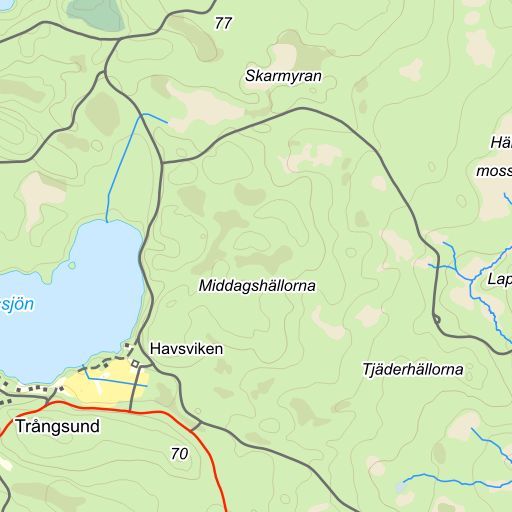 77
Skarmyran
Hä
moss
Lap
sjön
Middagshällorna
Havsviken
Tjäderhällorna
Trångsund
70